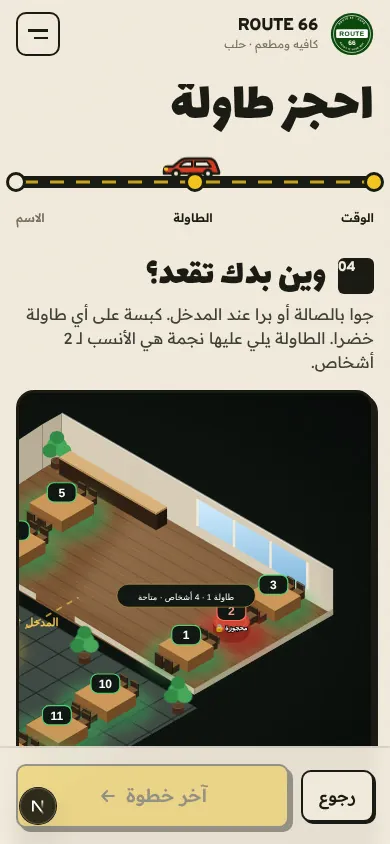 ROUTE 66
كافيه ومطعم · حلب
ROUTE
66
احجز طاولة
الوقت
الطاولة
الاسم
04
وين بدك تقعد؟
جوا بالصالة أو برا عند المدخل. كبسة على أي طاولة
خضرا. الطاولة يلي عليها نجمة هي الأنسب لـ 2
أشخاص.
5
3
طاولة 1 · 4 أشخاص · متاحة
2
محجوزة
المدخل
1
10
11
رجوع
آخر خطوة ←
N